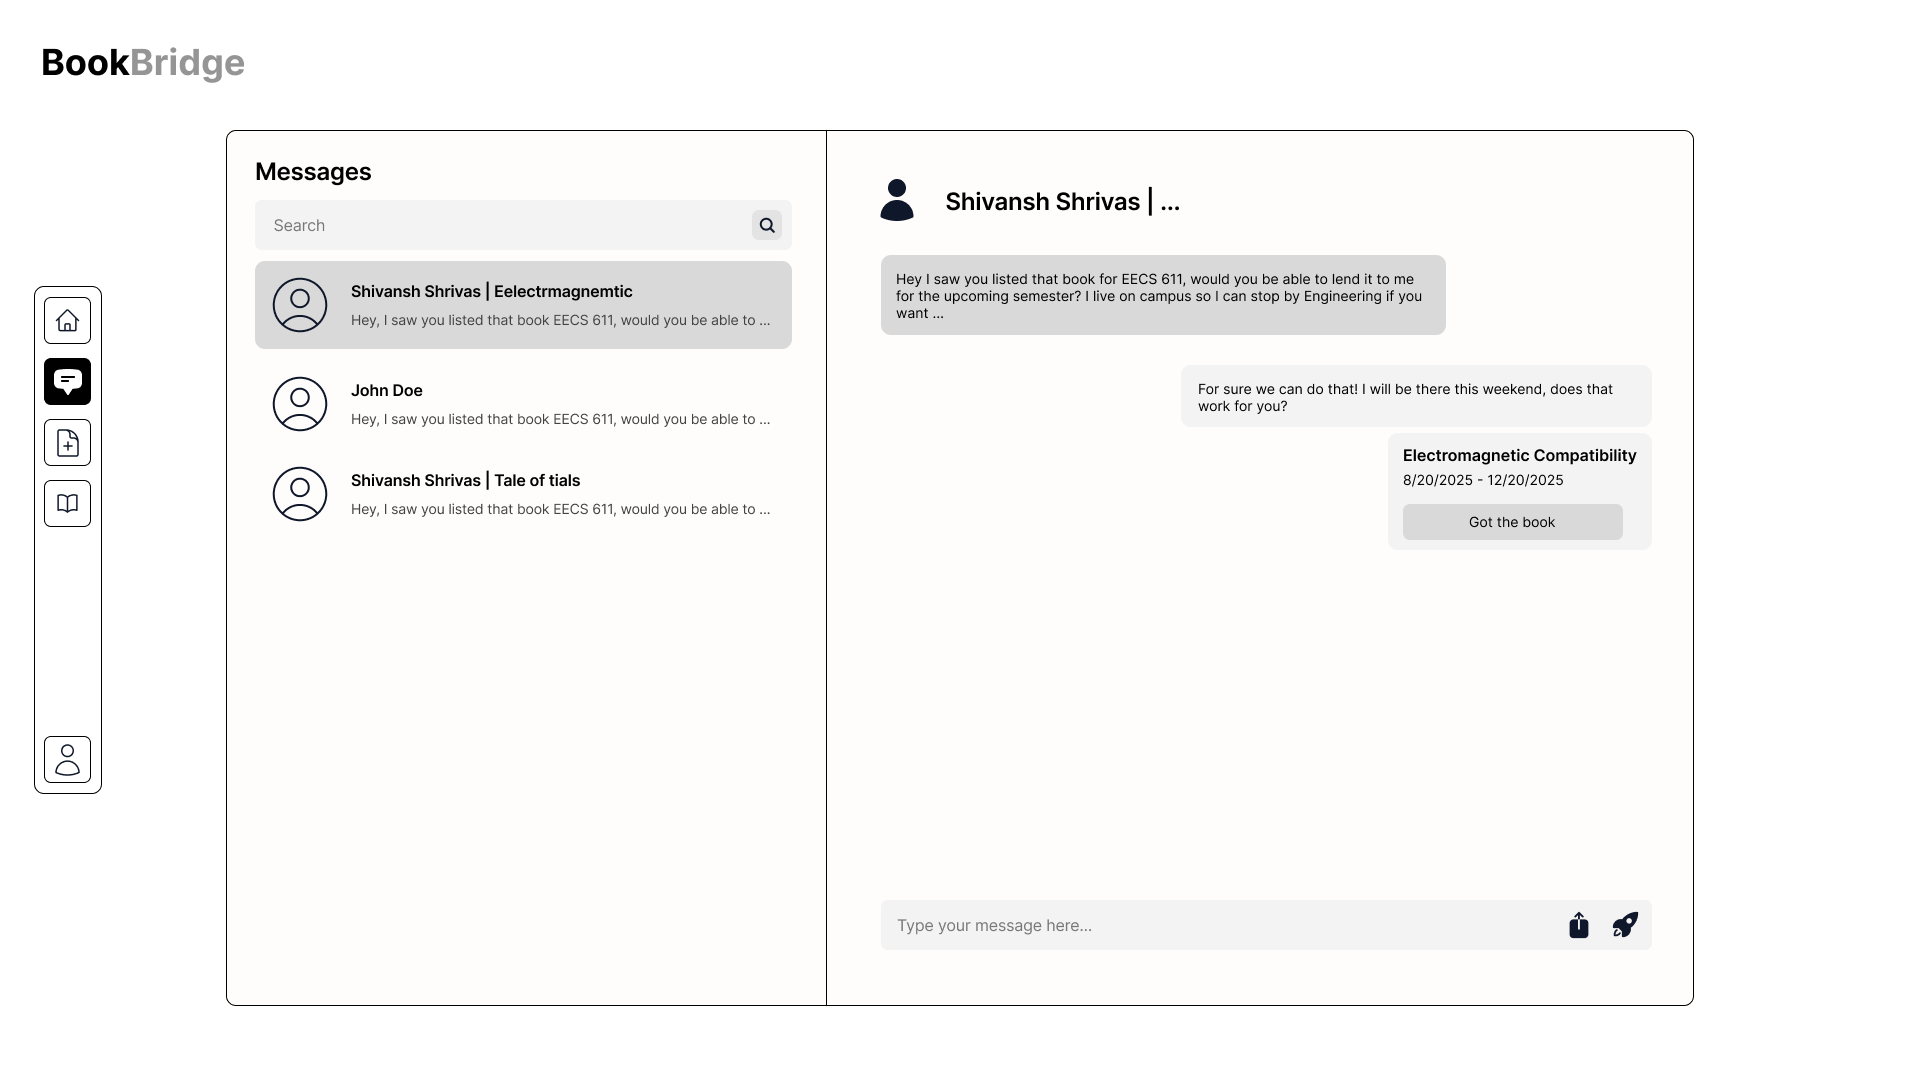 BookBridge
Messages
Search
Shivansh Shrivas | Eelectrmagnemtic
Hey, I saw you listed that book EECS 611, would you be able to ...
John Doe
Hey, I saw you listed that book EECS 611, would you be able to ...
Shivansh Shrivas | Tale of tials
Hey, I saw you listed that book EECS 611, would you be able to ...
Shivansh Shrivas | ...
Hey I saw you listed that book for EECS 611, would you be able to lend it to me
for the upcoming semester? I live on campus so I can stop by Engineering if you
want ...
For sure we can do that! I will be there this weekend, does that
work for you?
Electromagnetic Compatibility
8/20/2025 - 12/20/2025
Got the book
Type your message here...